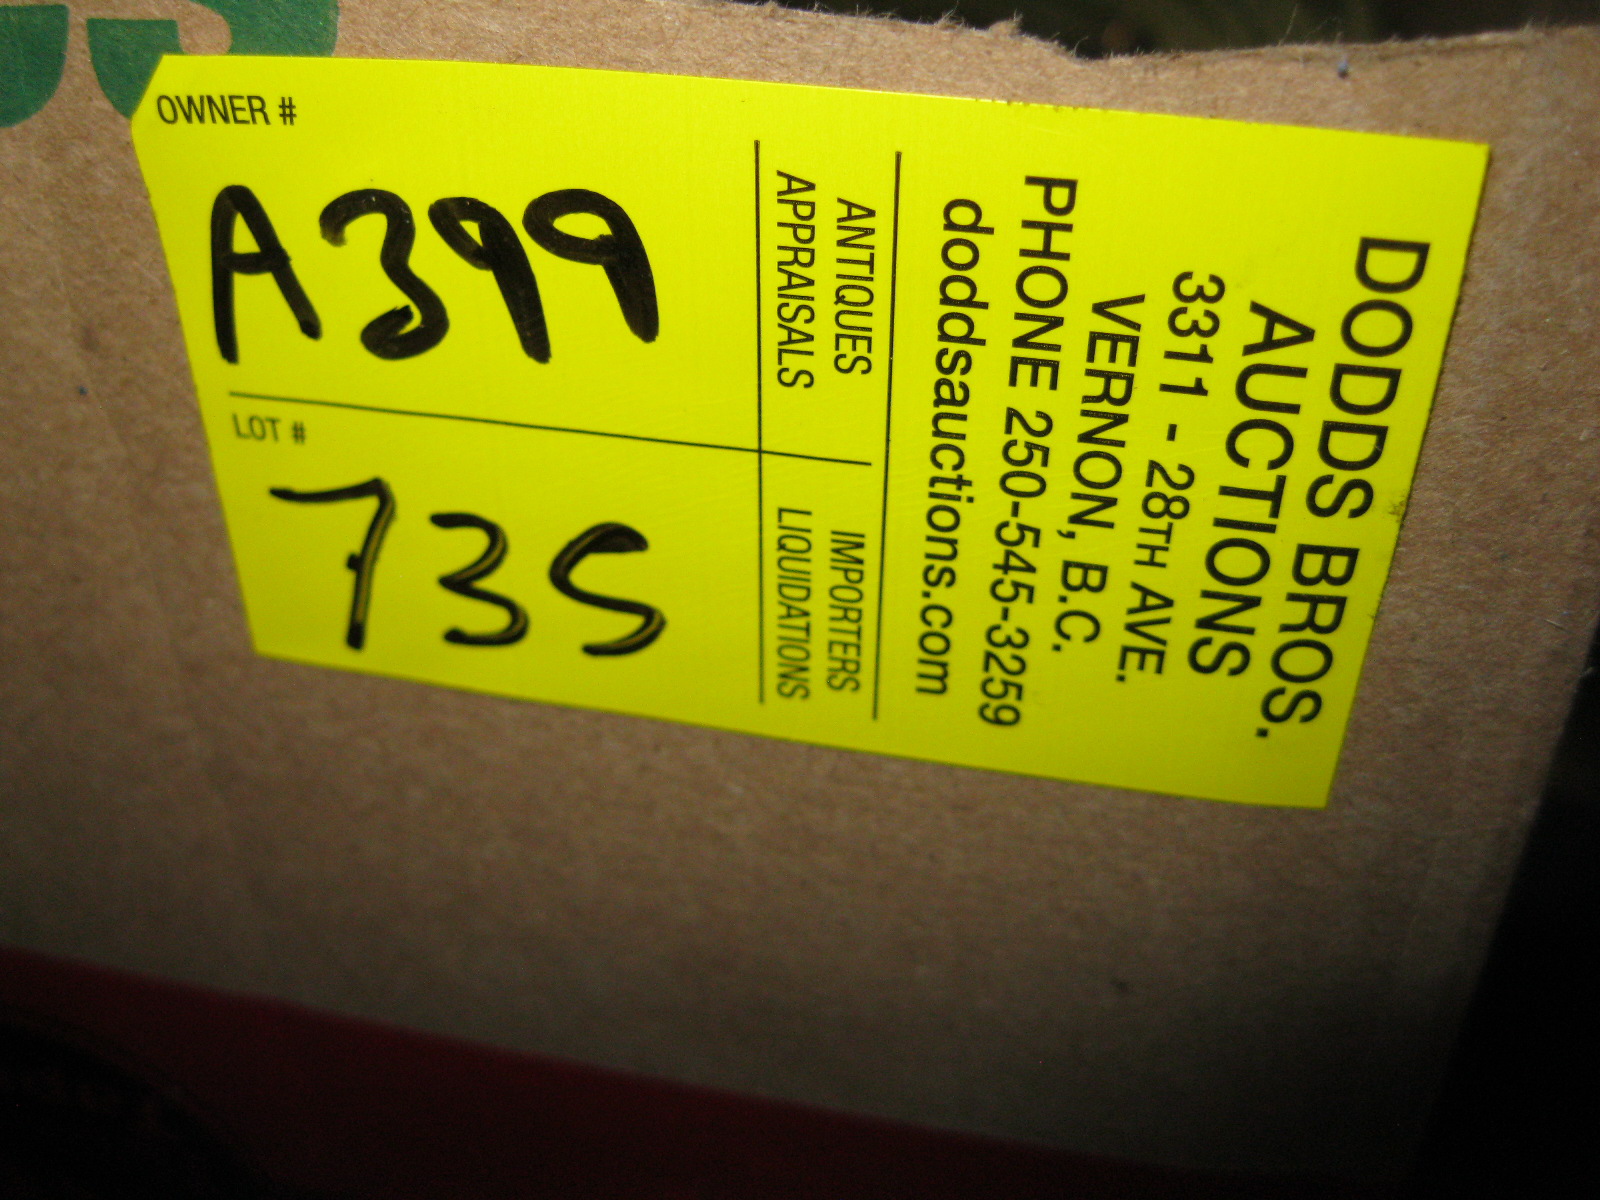 OWNER #
A399
LOT #
735
ANTIQUES
APPRAISALS
IMPORTERS
LIQUIDATIONS
DODDS BROS.
AUCTIONS
3311 - 28TH AVE.
VERNON, B.C.
PHONE 250-545-3259
doddsauctions.com